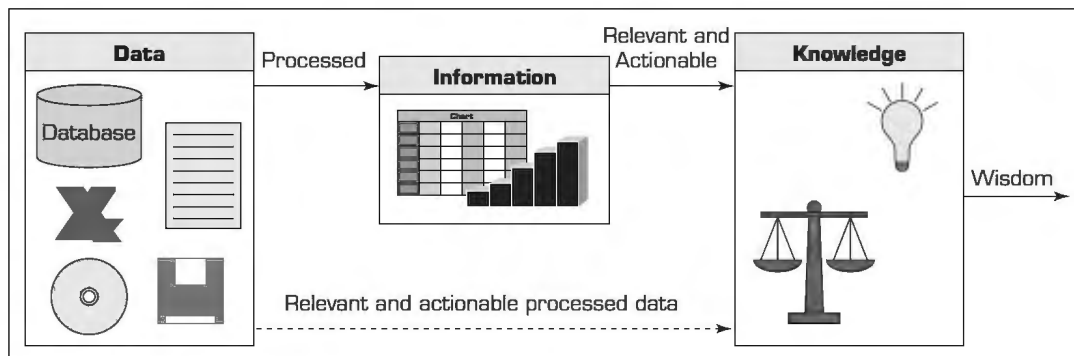 Data
Processed
Information
Relevant and
Actionable
Knowledge
Database
Chart
Wisdom
Relevant and actionable processed data